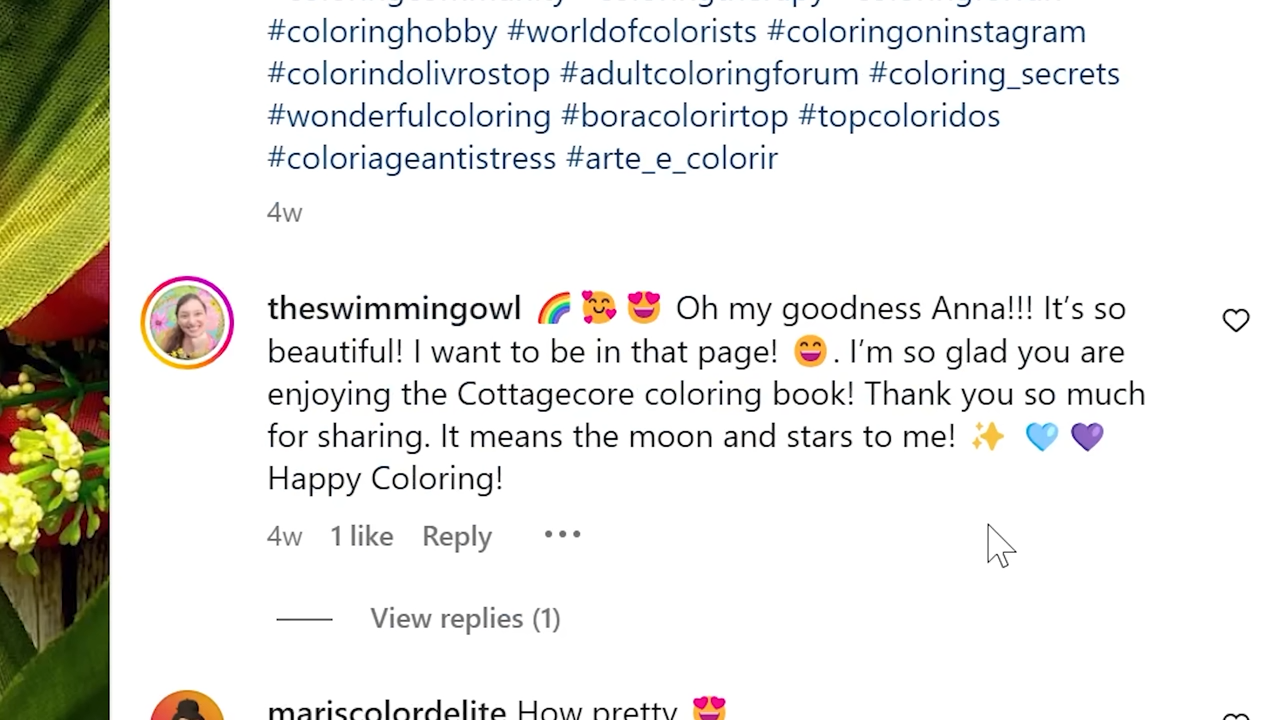 #coloringhobby #worldofcolorists #coloringoninstagram
#colorindolivrostop #adultcoloringforum #coloring_secrets
#wonderfulcoloring #boracolorirtop #topcoloridos
#coloriageantistress #arte_e_colorir
4w
theswimmingowl 🌈🥰😍 Oh my goodness Anna!!! It’s so
beautiful! I want to be in that page! 😄. I’m so glad you are
enjoying the Cottagecore coloring book! Thank you so much
for sharing. It means the moon and stars to me! ✨ 🩵 💜
Happy Coloring!
4w 1 like Reply •••
View replies (1)
mariscolordelite How pretty 😍